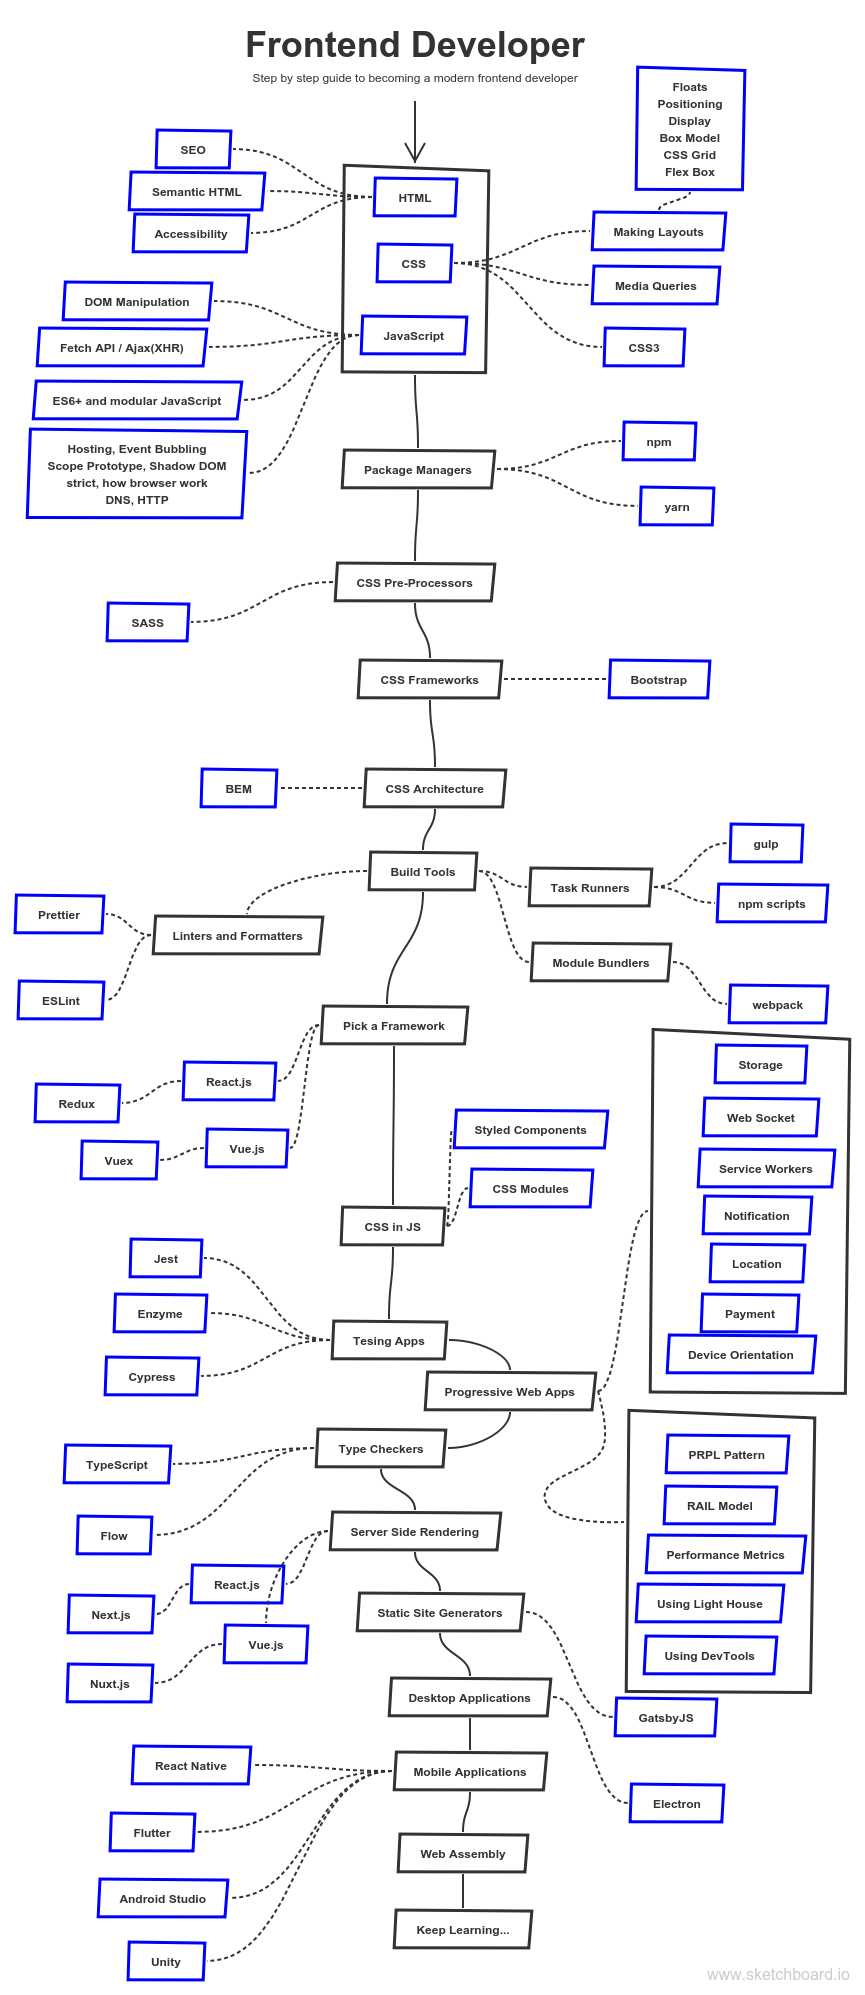 Frontend Developer
Step by step guide to becoming a modern frontend developer
Floats
Positioning
Display
Box Model
CSS Grid
Flex Box
SEO
Semantic HTML
Accessibility
HTML
CSS
JavaScript
Making Layouts
Media Queries
CSS3
DOM Manipulation
Fetch API / Ajax(XHR)
ES6+ and modular JavaScript
Hosting, Event Bubbling
Scope Prototype, Shadow DOM
strict, how browser work
DNS, HTTP
Package Managers
npm
yarn
CSS Pre-Processors
SASS
CSS Frameworks
Bootstrap
BEM
CSS Architecture
Build Tools
Task Runners
gulp
npm scripts
Prettier
Linters and Formatters
ESLint
Module Bundlers
webpack
Pick a Framework
React.js
Redux
Vue.js
Vuex
Styled Components
CSS Modules
CSS in JS
Storage
Web Socket
Service Workers
Notification
Location
Payment
Device Orientation
Jest
Enzyme
Cypress
Tesing Apps
Progressive Web Apps
Type Checkers
TypeScript
Flow
PRPL Pattern
RAIL Model
Performance Metrics
Using Light House
Using DevTools
Server Side Rendering
React.js
Next.js
Vue.js
Nuxt.js
Static Site Generators
Desktop Applications
GatsbyJS
Mobile Applications
Electron
React Native
Flutter
Android Studio
Unity
Web Assembly
Keep Learning...
www.sketchboard.io